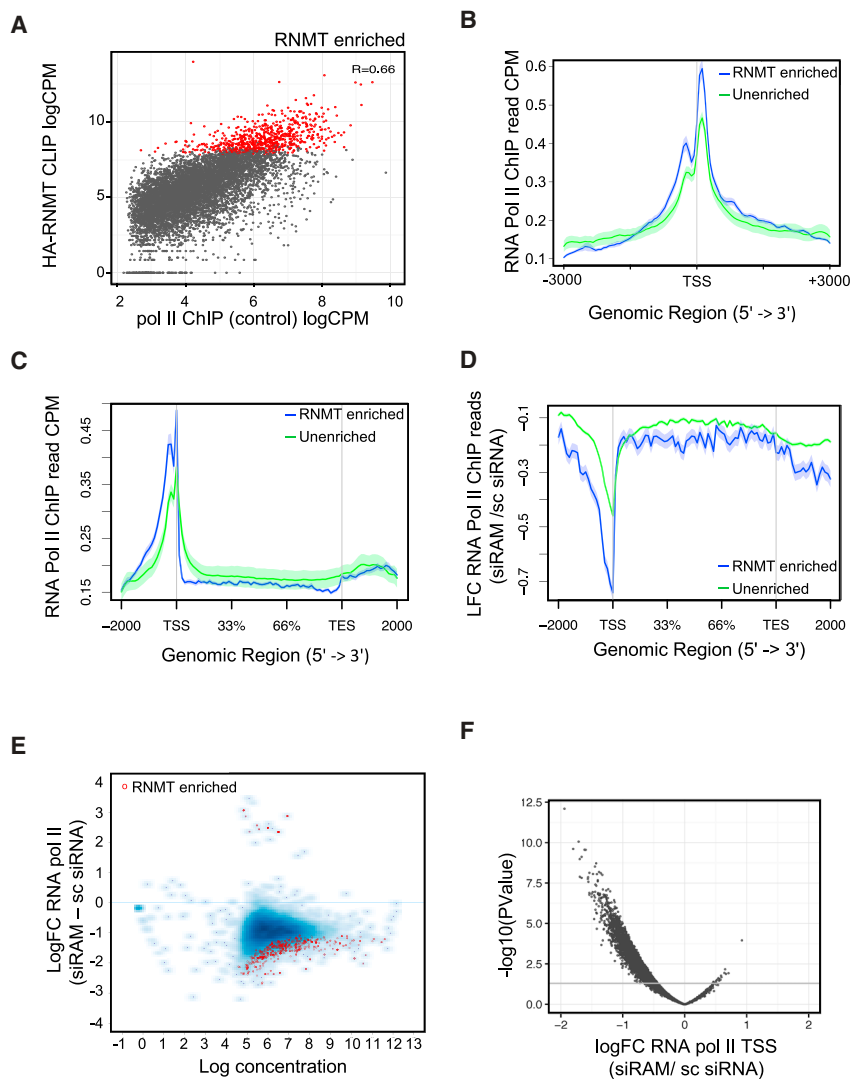 A
RNMT enriched
R=0.66
HA-RNMT CLIP logCPM
10
5
0
2
4
6
8
10
pol II ChIP (control) logCPM
B
RNMT enriched
Unenriched
RNA Pol II ChIP read CPM
0.6
0.5
0.4
0.3
0.2
0.1
-3000
TSS
+3000
Genomic Region (5' -> 3')
C
RNMT enriched
Unenriched
RNA Pol II ChIP read CPM
0.45
0.35
0.25
0.15
−2000
TSS
33%
66%
TES
2000
Genomic Region (5' -> 3')
D
LFC RNA Pol II ChIP reads
(siRAM /sc siRNA)
−0.1
−0.3
−0.5
−0.7
RNMT enriched
Unenriched
−2000
TSS
33%
66%
TES
2000
Genomic Region (5' -> 3')
E
RNMT enriched
LogFC RNA pol II
(siRAM – sc siRNA)
4
3
2
1
0
-1
-2
-3
-4
-1 0 1 2 3 4 5 6 7 8 9 10 11 12 13
Log concentration
F
-log10(PValue)
12.5
10.0
7.5
5.0
2.5
0.0
−2
−1
0
1
2
logFC RNA pol II TSS
(siRAM/ sc siRNA)